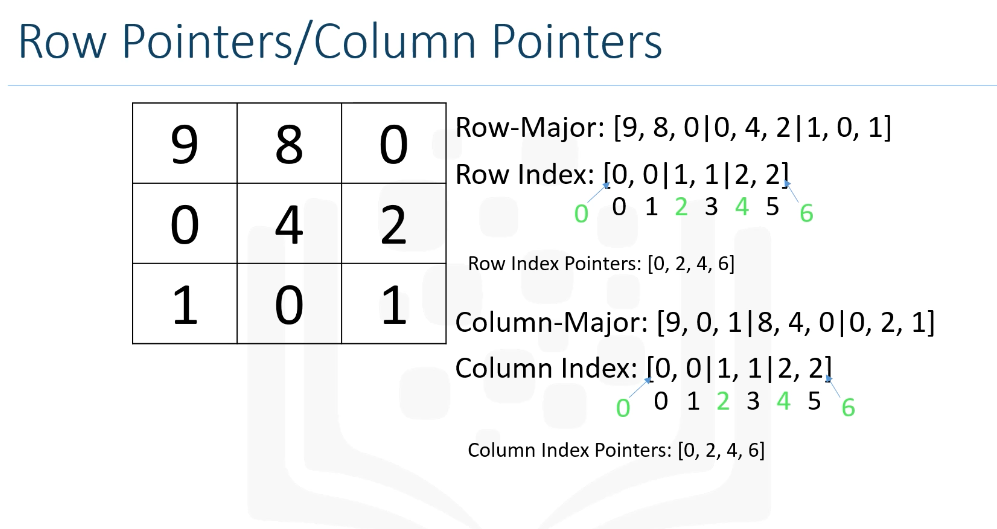 Row Pointers/Column Pointers
9 8 0
0 4 2
1 0 1
Row-Major: [9, 8, 0|0, 4, 2|1, 0, 1]
Row Index: [0, 0|1, 1|2, 2]
0 0 1 2 3 4 5 6
Row Index Pointers: [0, 2, 4, 6]
Column-Major: [9, 0, 1|8, 4, 0|0, 2, 1]
Column Index: [0, 0|1, 1|2, 2]
0 0 1 2 3 4 5 6
Column Index Pointers: [0, 2, 4, 6]